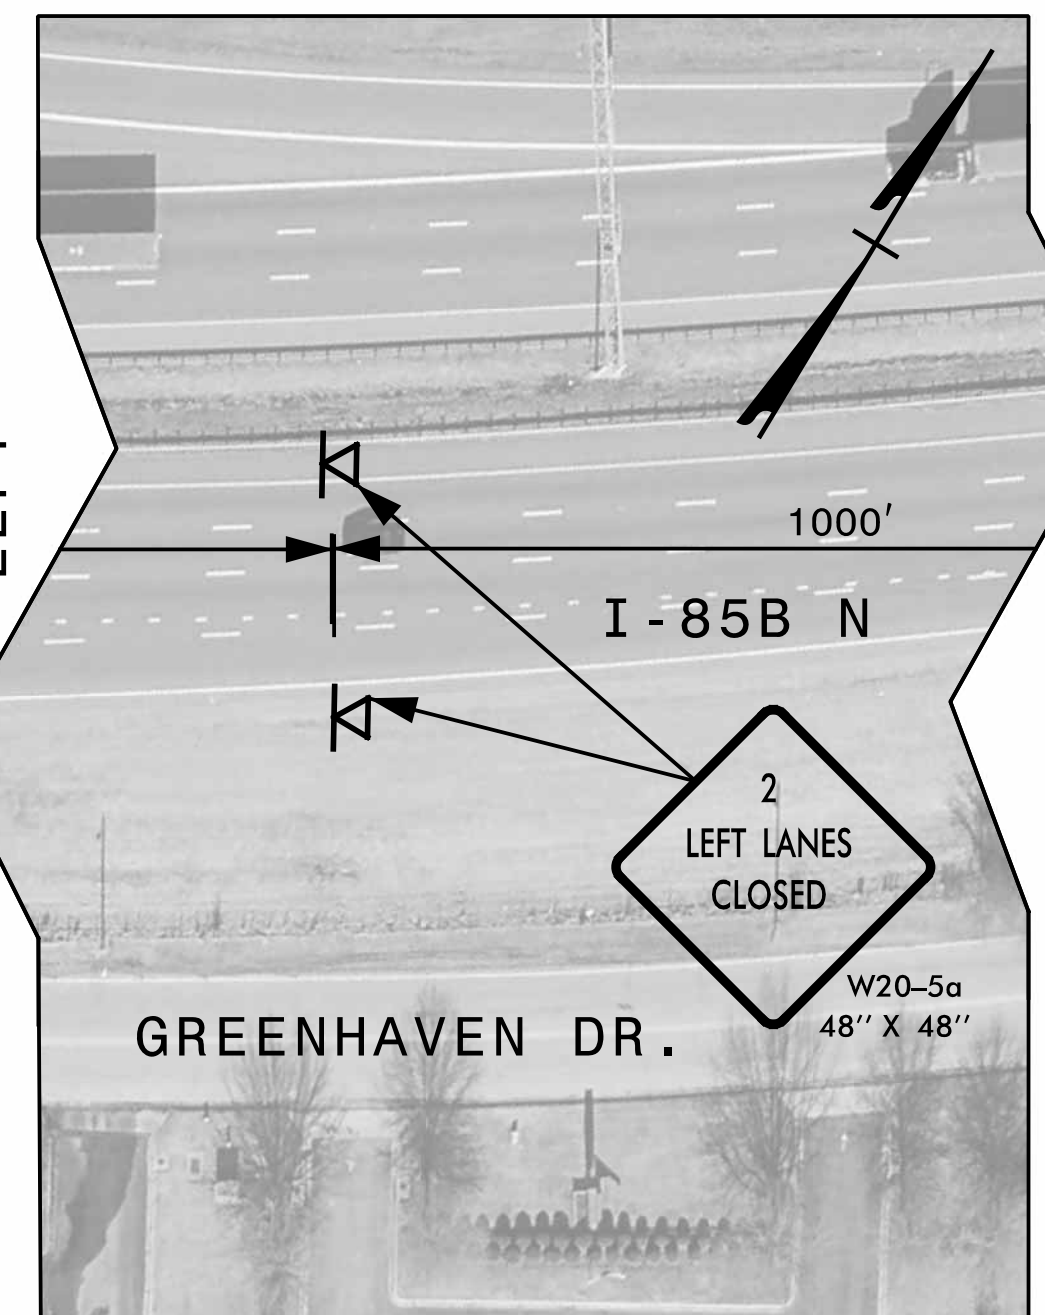 1000'
I-85B N
2
LEFT LANES
CLOSED
W20–5a
48'' X 48''
GREENHAVEN DR.